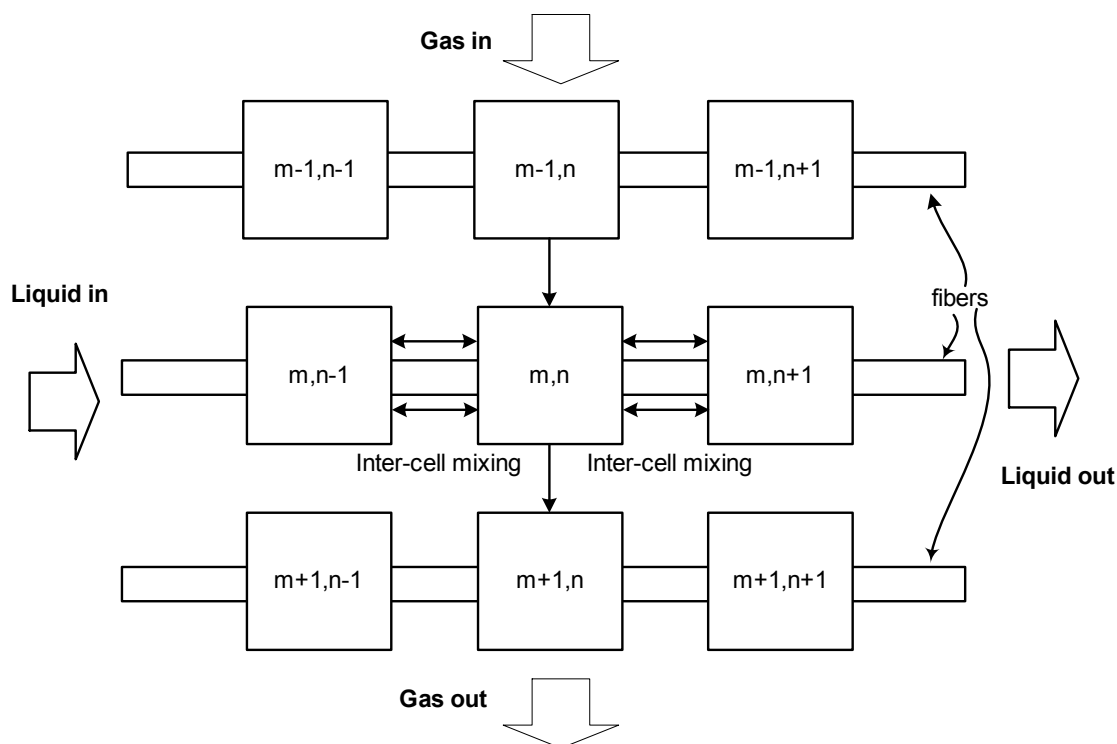 Gas in
m-1,n-1
m-1,n
m-1,n+1
Liquid in
fibers
m,n-1
m,n
m,n+1
Inter-cell mixing
Inter-cell mixing
Liquid out
m+1,n-1
m+1,n
m+1,n+1
Gas out